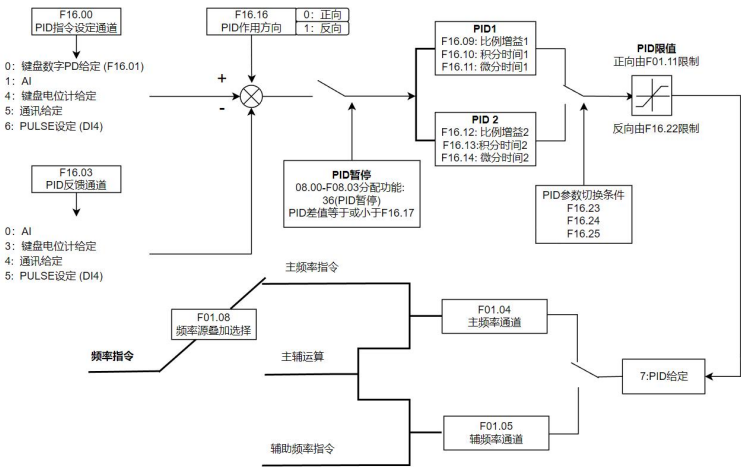 F16.00
PID指令设定通道
F16.16
PID作用方向
0: 正向
1: 反向
0: 键盘数字PD给定 (F16.01)
1: AI
4: 键盘电位计给定
5: 通讯给定
6: PULSE设定 (DI4)
+
-
F16.03
PID反馈通道
0: AI
3: 键盘电位计给定
4: 通讯给定
5: PULSE设定 (DI4)
PID暂停
08.00-F08.03分配功能:
36(PID暂停)
PID差值等于或小于F16.17
PID1
F16.09: 比例增益1
F16.10: 积分时间1
F16.11: 微分时间1
PID 2
F16.12: 比例增益2
F16.13:积分时间2
F16.14: 微分时间2
PID参数切换条件
F16.23
F16.24
F16.25
PID限值
正向由F01.11限制
反向由F16.22限制
主频率指令
F01.08
频率源叠加选择
频率指令
主辅运算
辅助频率指令
F01.04
主频率通道
F01.05
辅频率通道
7:PID给定